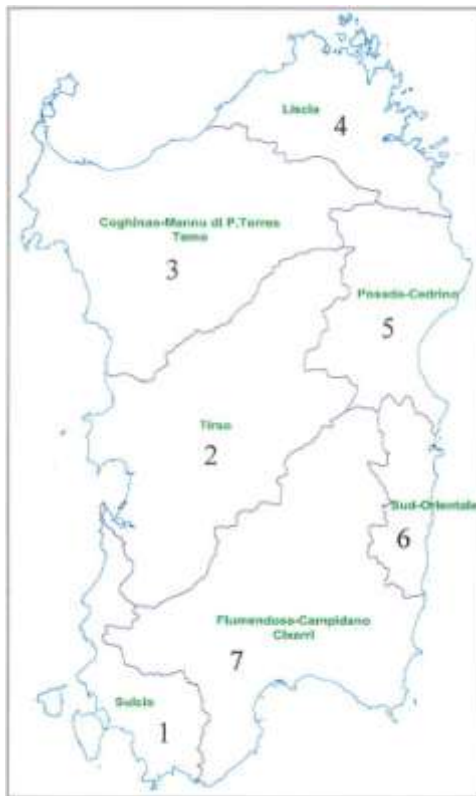 Liscia
4
Coghinas-Mannu di P.Torres
Temo
3
Posada-Cedrino
5
Tirso
2
Sud-Orientale
6
Flumendosa-Campidano
Cixerri
7
Sulcis
1